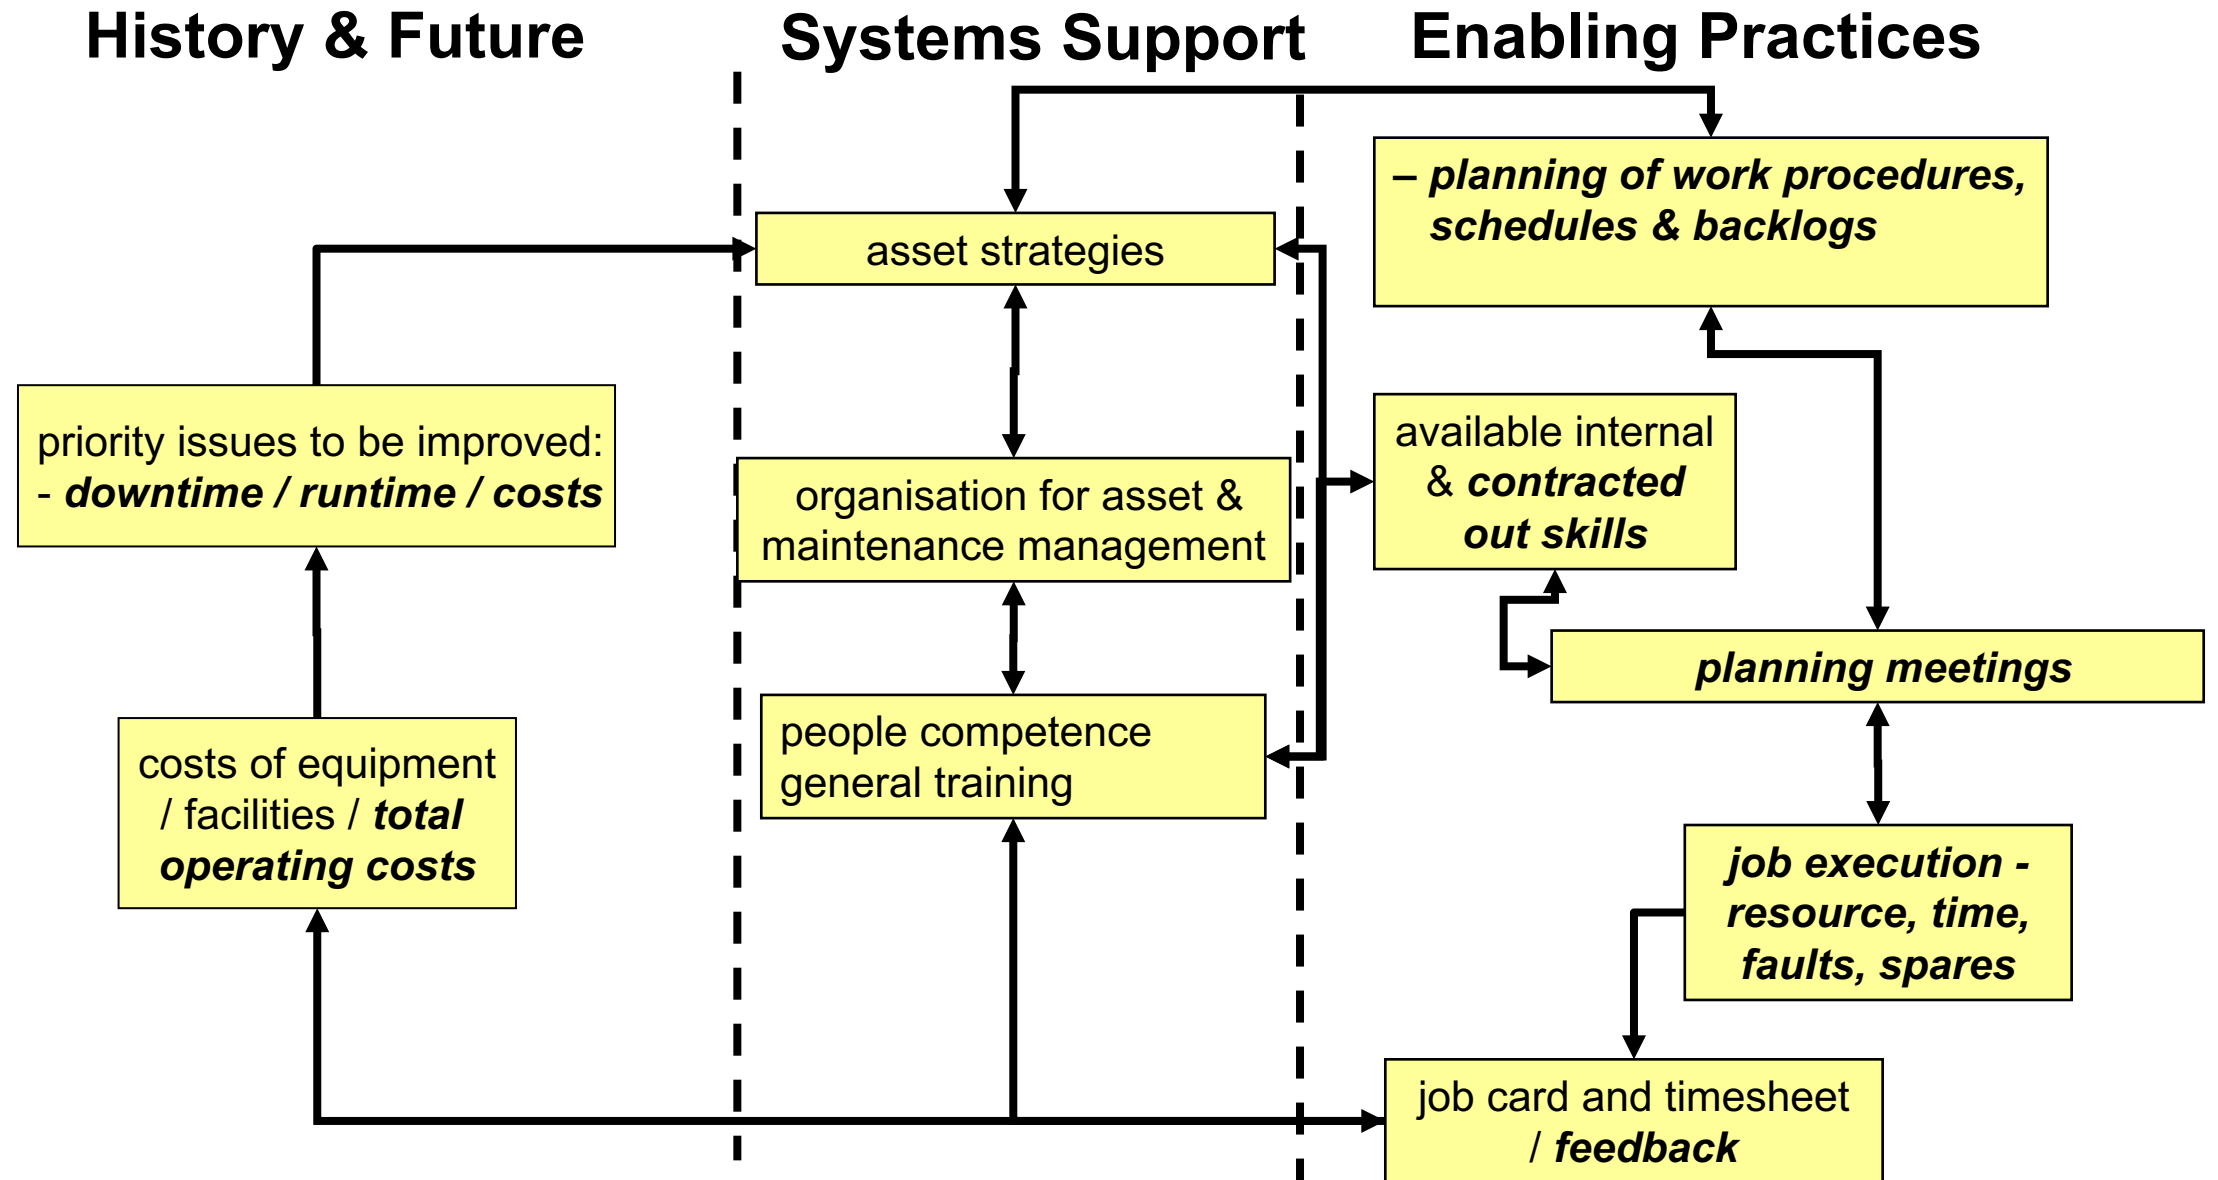 History & Future
Systems Support
Enabling Practices
– planning of work procedures,
schedules & backlogs
asset strategies
priority issues to be improved:
- downtime / runtime / costs
available internal
& contracted
out skills
organisation for asset &
maintenance management
planning meetings
people competence
general training
costs of equipment
/ facilities / total
operating costs
job execution -
resource, time,
faults, spares
job card and timesheet
/ feedback